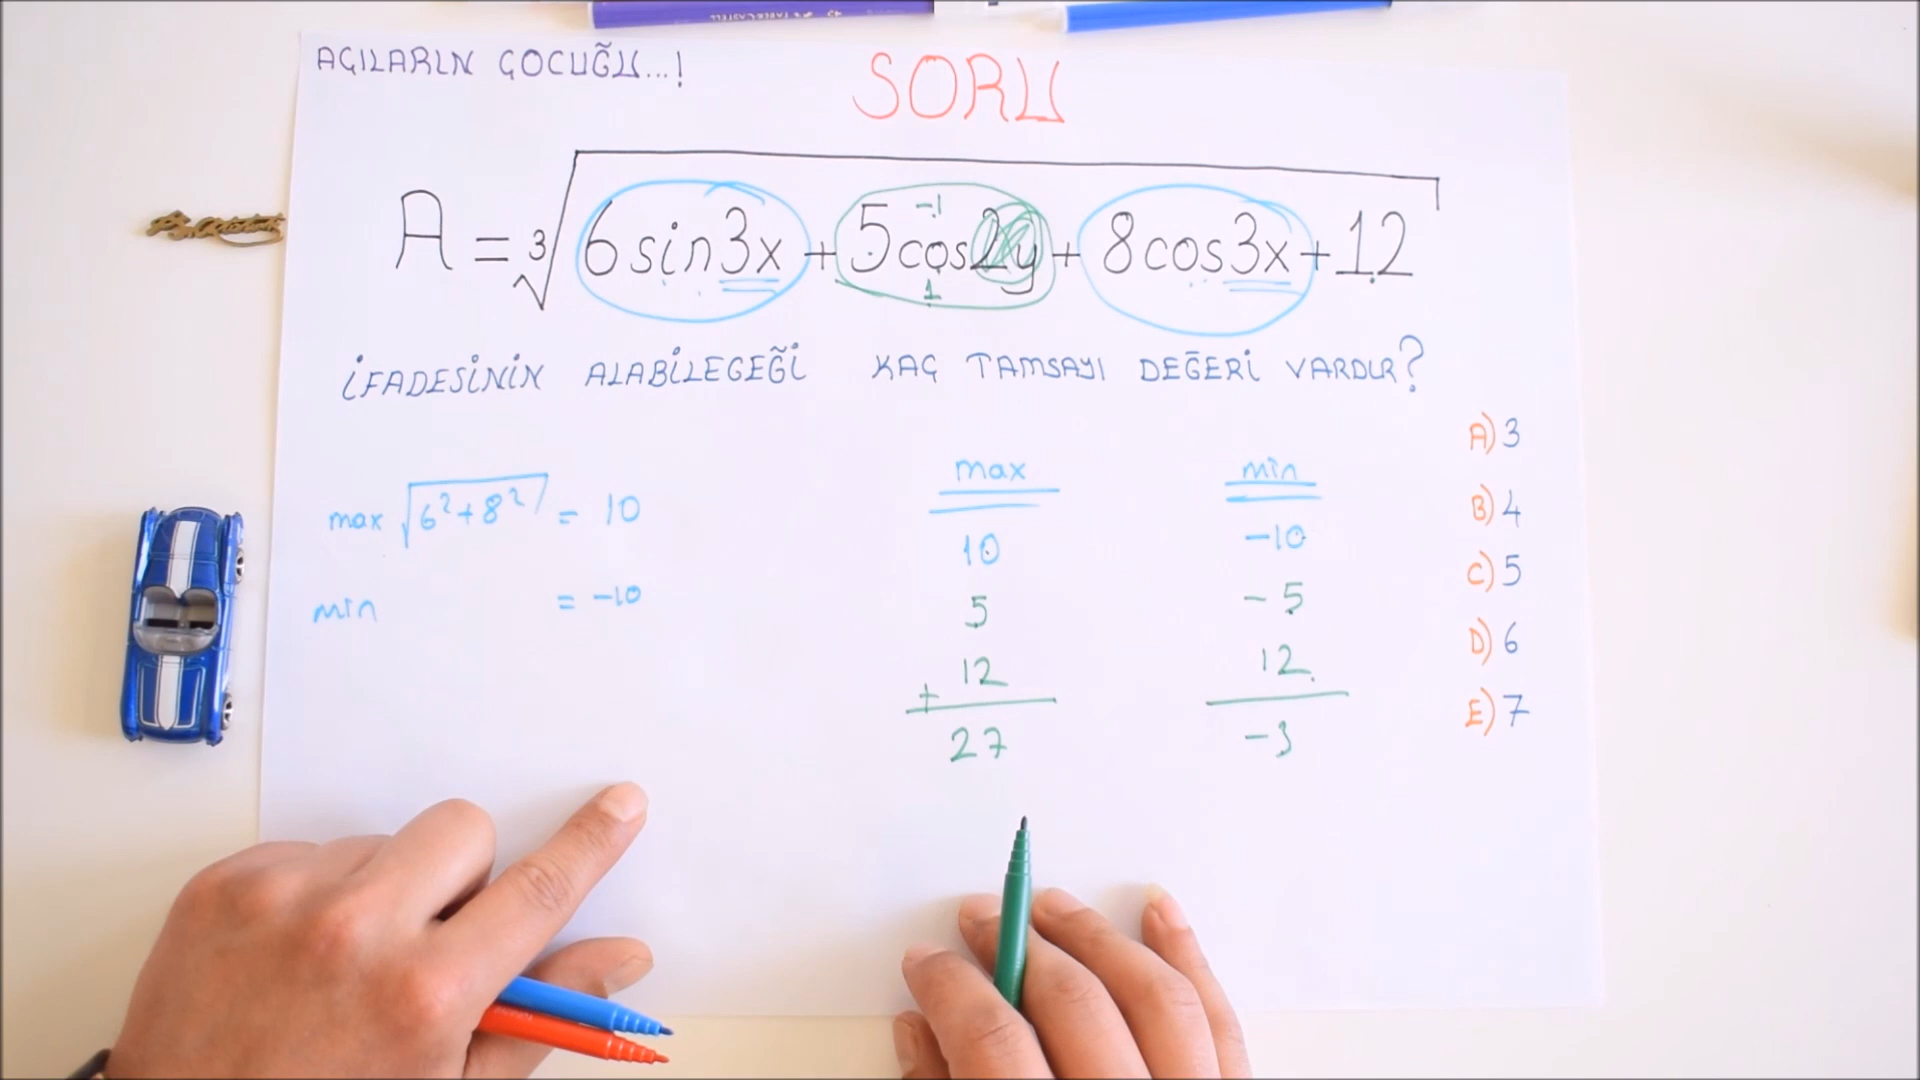 AÇILARIN ÇOCUĞU...!
SORU
A = ∛(6sin3x + 5cos2y + 8cos3x + 12)
-1
1
İFADESİNİN ALABİLECEĞİ KAÇ TAMSAYI DEĞERİ VARDIR?
max √(6²+8²) = 10
min = -10
max
10
5
+ 12
27
min
-10
-5
12
-3
A) 3
B) 4
C) 5
D) 6
E) 7